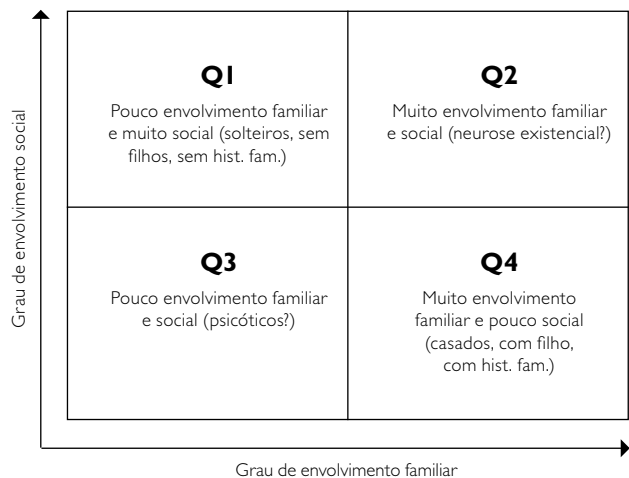 Grau de envolvimento social
Q1
Pouco envolvimento familiar
e muito social (solteiros, sem
filhos, sem hist. fam.)
Q2
Muito envolvimento familiar
e social (neurose existencial?)
Q3
Pouco envolvimento familiar
e social (psicóticos?)
Q4
Muito envolvimento
familiar e pouco social
(casados, com filho,
com hist. fam.)
Grau de envolvimento familiar